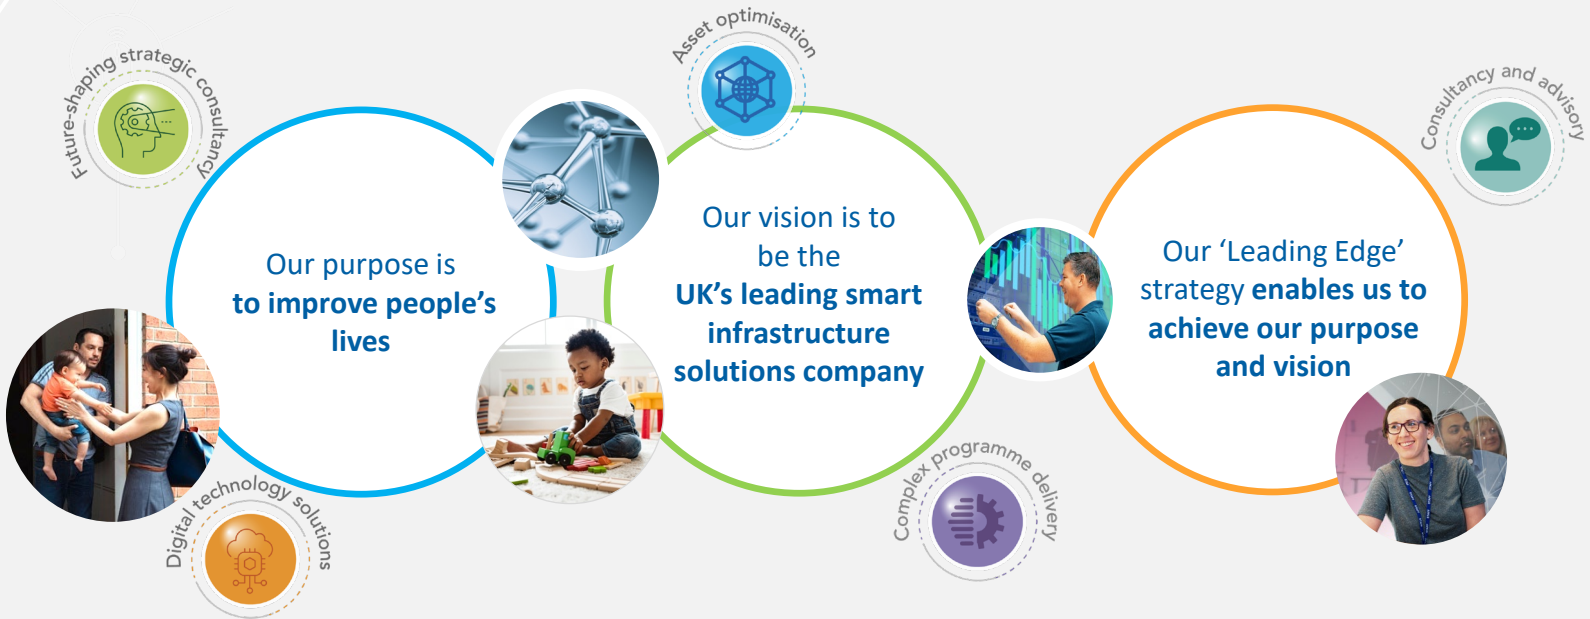 Future-shaping strategic consultancy
Our purpose is
to improve people's
lives
Digital technology solutions
Asset optimisation
Our vision is to
be the
UK's leading smart
infrastructure
solutions company
Complex programme delivery
Our ‘Leading Edge’
strategy enables us to
achieve our purpose
and vision
Consultancy and advisory